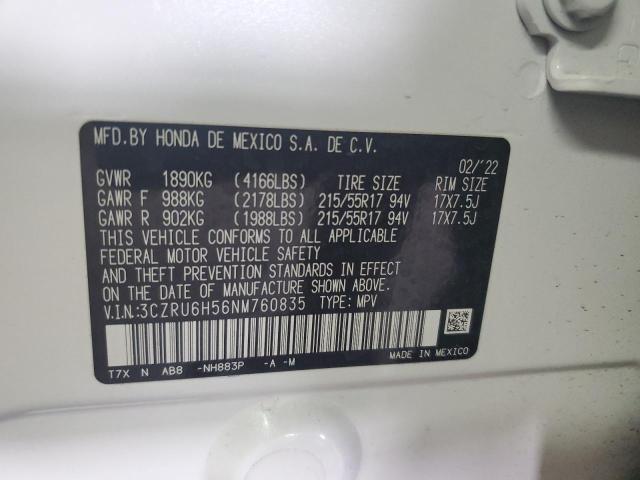 MFD.BY HONDA DE MEXICO S.A. DE C.V.
02/'22
GVWR 1890KG (4166LBS) TIRE SIZE RIM SIZE
GAWR F 988KG (2178LBS) 215/55R17 94V 17X7.5J
GAWR R 902KG (1988LBS) 215/55R17 94V 17X7.5J
THIS VEHICLE CONFORMS TO ALL APPLICABLE
FEDERAL MOTOR VEHICLE SAFETY
AND THEFT PREVENTION STANDARDS IN EFFECT
ON THE DATE OF MANUFACTURE SHOWN ABOVE.
V.I.N.:3CZRU6H56NM760835 TYPE: MPV
T7X N AB8 -NH883P -A -M MADE IN MEXICO